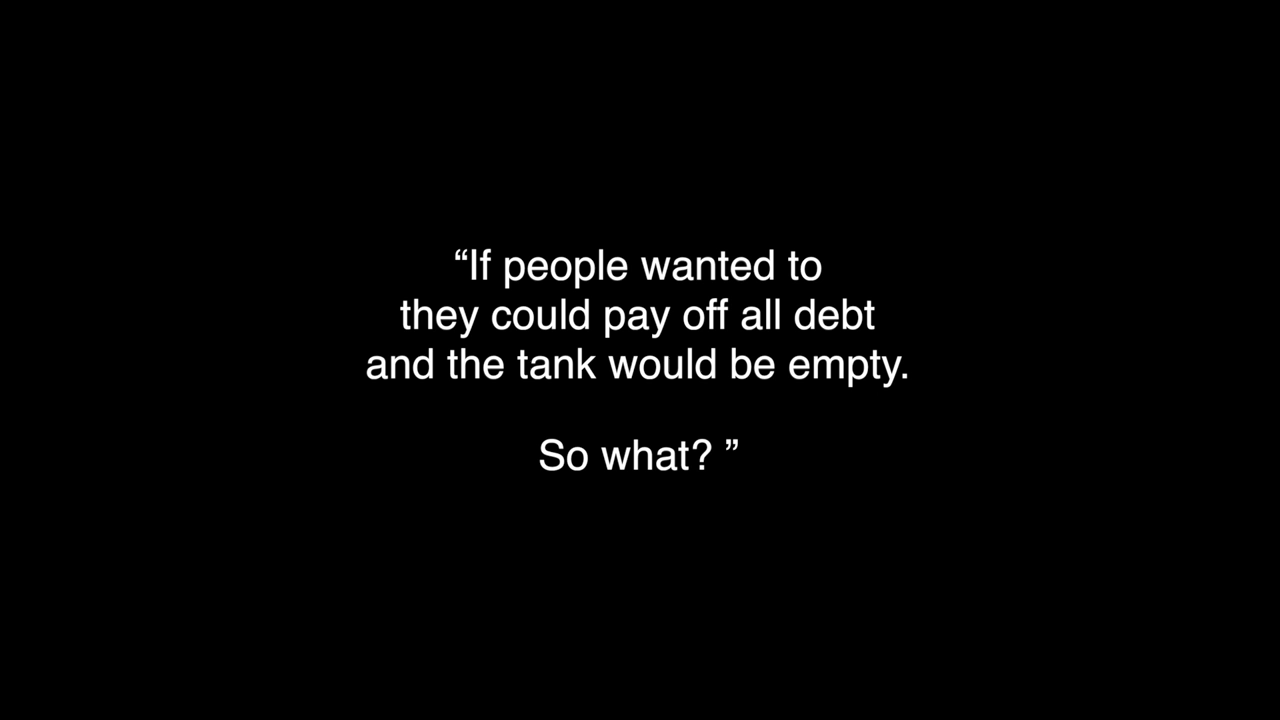 “If people wanted to
they could pay off all debt
and the tank would be empty.
So what? ”